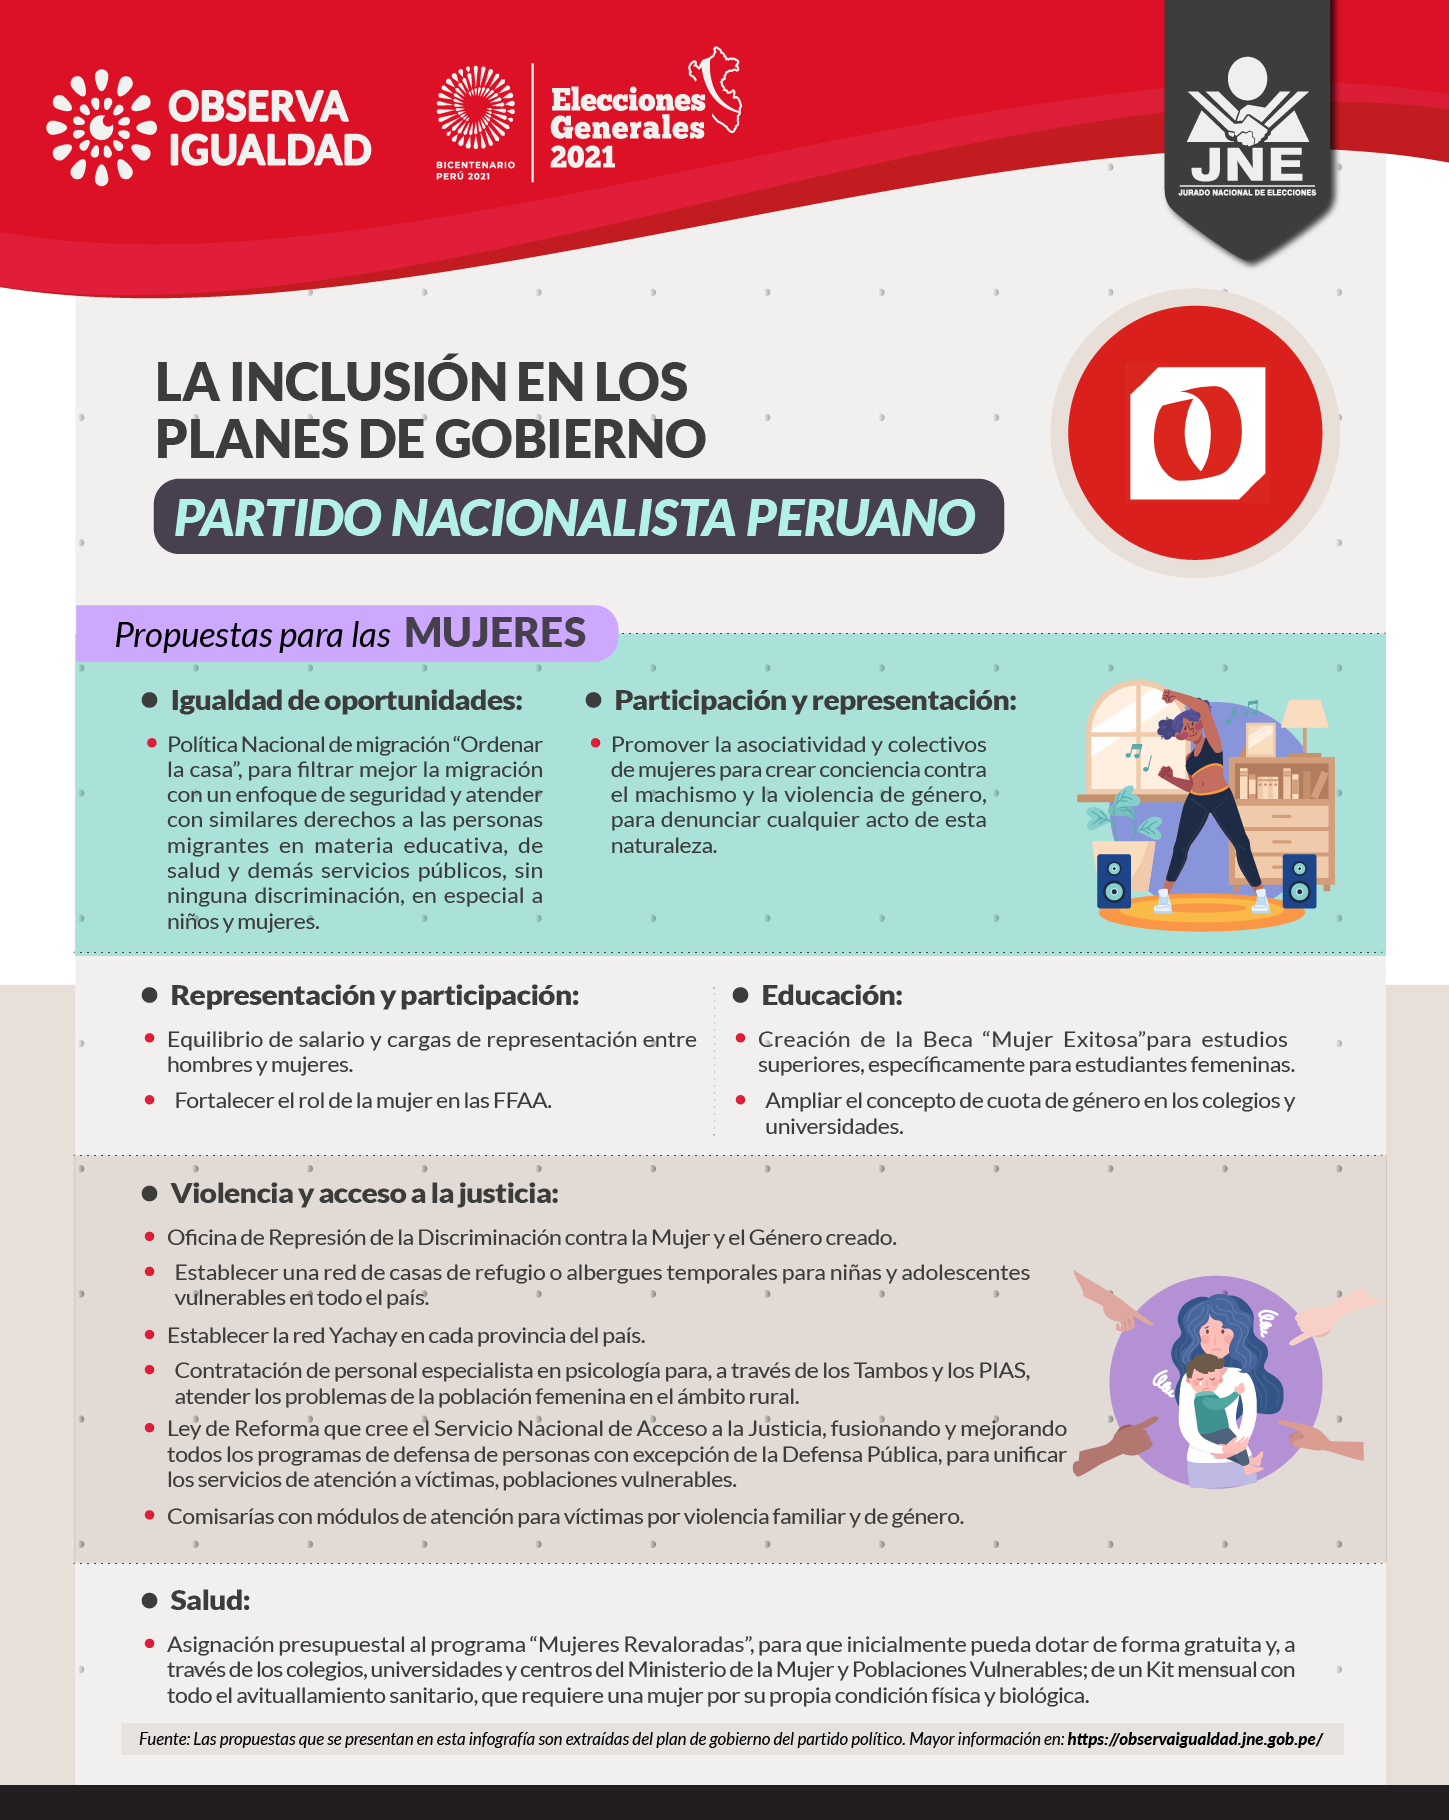 OBSERVA
IGUALDAD
BICENTENARIO
PERÚ 2021
Elecciones
Generales
2021
JNE
JURADO NACIONAL DE ELECCIONES
LA INCLUSIÓN EN LOS
PLANES DE GOBIERNO
PARTIDO NACIONALISTA PERUANO
Propuestas para las MUJERES
Igualdad de oportunidades:
Política Nacional de migración “Ordenar
la casa”, para filtrar mejor la migración
con un enfoque de seguridad y atender
con similares derechos a las personas
migrantes en materia educativa, de
salud y demás servicios públicos, sin
ninguna discriminación, en especial a
niños y mujeres.
Participación y representación:
Promover la asociatividad y colectivos
de mujeres para crear conciencia contra
el machismo y la violencia de género,
para denunciar cualquier acto de esta
naturaleza.
Representación y participación:
Equilibrio de salario y cargas de representación entre
hombres y mujeres.
Fortalecer el rol de la mujer en las FFAA.
Educación:
Creación de la Beca “Mujer Exitosa”para estudios
superiores, específicamente para estudiantes femeninas.
Ampliar el concepto de cuota de género en los colegios y
universidades.
Violencia y acceso a la justicia:
Oficina de Represión de la Discriminación contra la Mujer y el Género creado.
Establecer una red de casas de refugio o albergues temporales para niñas y adolescentes
vulnerables en todo el país.
Establecer la red Yachay en cada provincia del país.
Contratación de personal especialista en psicología para, a través de los Tambos y los PIAS,
atender los problemas de la población femenina en el ámbito rural.
Ley de Reforma que cree el Servicio Nacional de Acceso a la Justicia, fusionando y mejorando
todos los programas de defensa de personas con excepción de la Defensa Pública, para unificar
los servicios de atención a víctimas, poblaciones vulnerables.
Comisarías con módulos de atención para víctimas por violencia familiar y de género.
Salud:
Asignación presupuestal al programa “Mujeres Revaloradas”, para que inicialmente pueda dotar de forma gratuita y, a
través de los colegios, universidades y centros del Ministerio de la Mujer y Poblaciones Vulnerables; de un Kit mensual con
todo el avituallamiento sanitario, que requiere una mujer por su propia condición física y biológica.
Fuente: Las propuestas que se presentan en esta infografía son extraídas del plan de gobierno del partido político. Mayor información en: https://observaigualdad.jne.gob.pe/